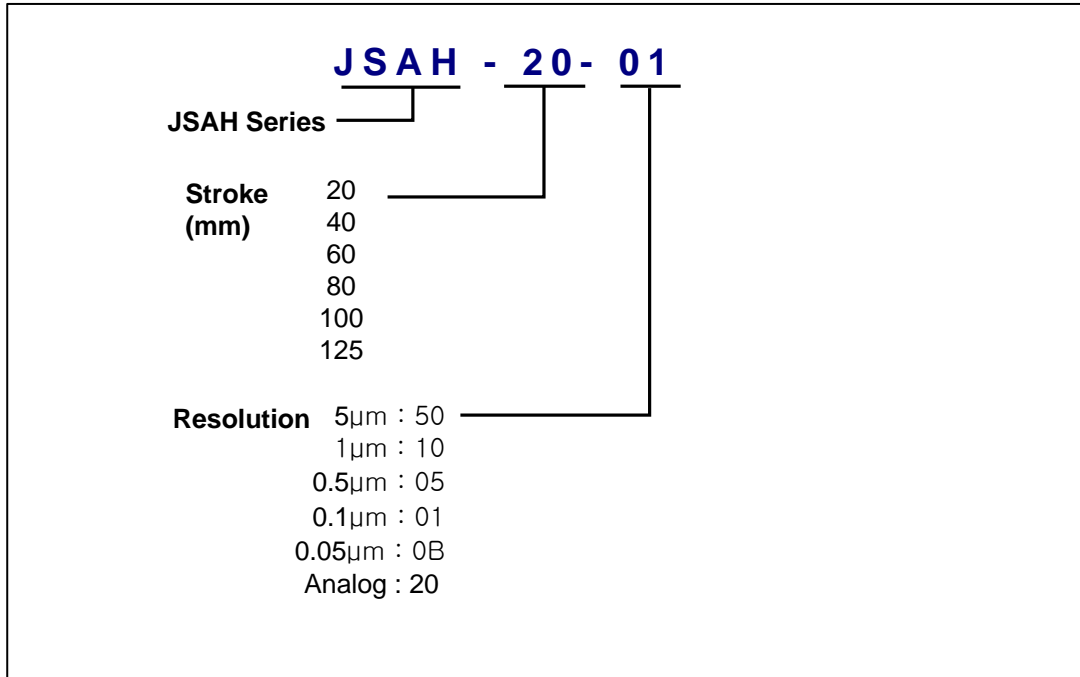 JSAH - 20- 01
JSAH Series
Stroke 20
(mm) 40
60
80
100
125
Resolution 5µm : 50
1µm : 10
0.5µm : 05
0.1µm : 01
0.05µm : 0B
Analog : 20